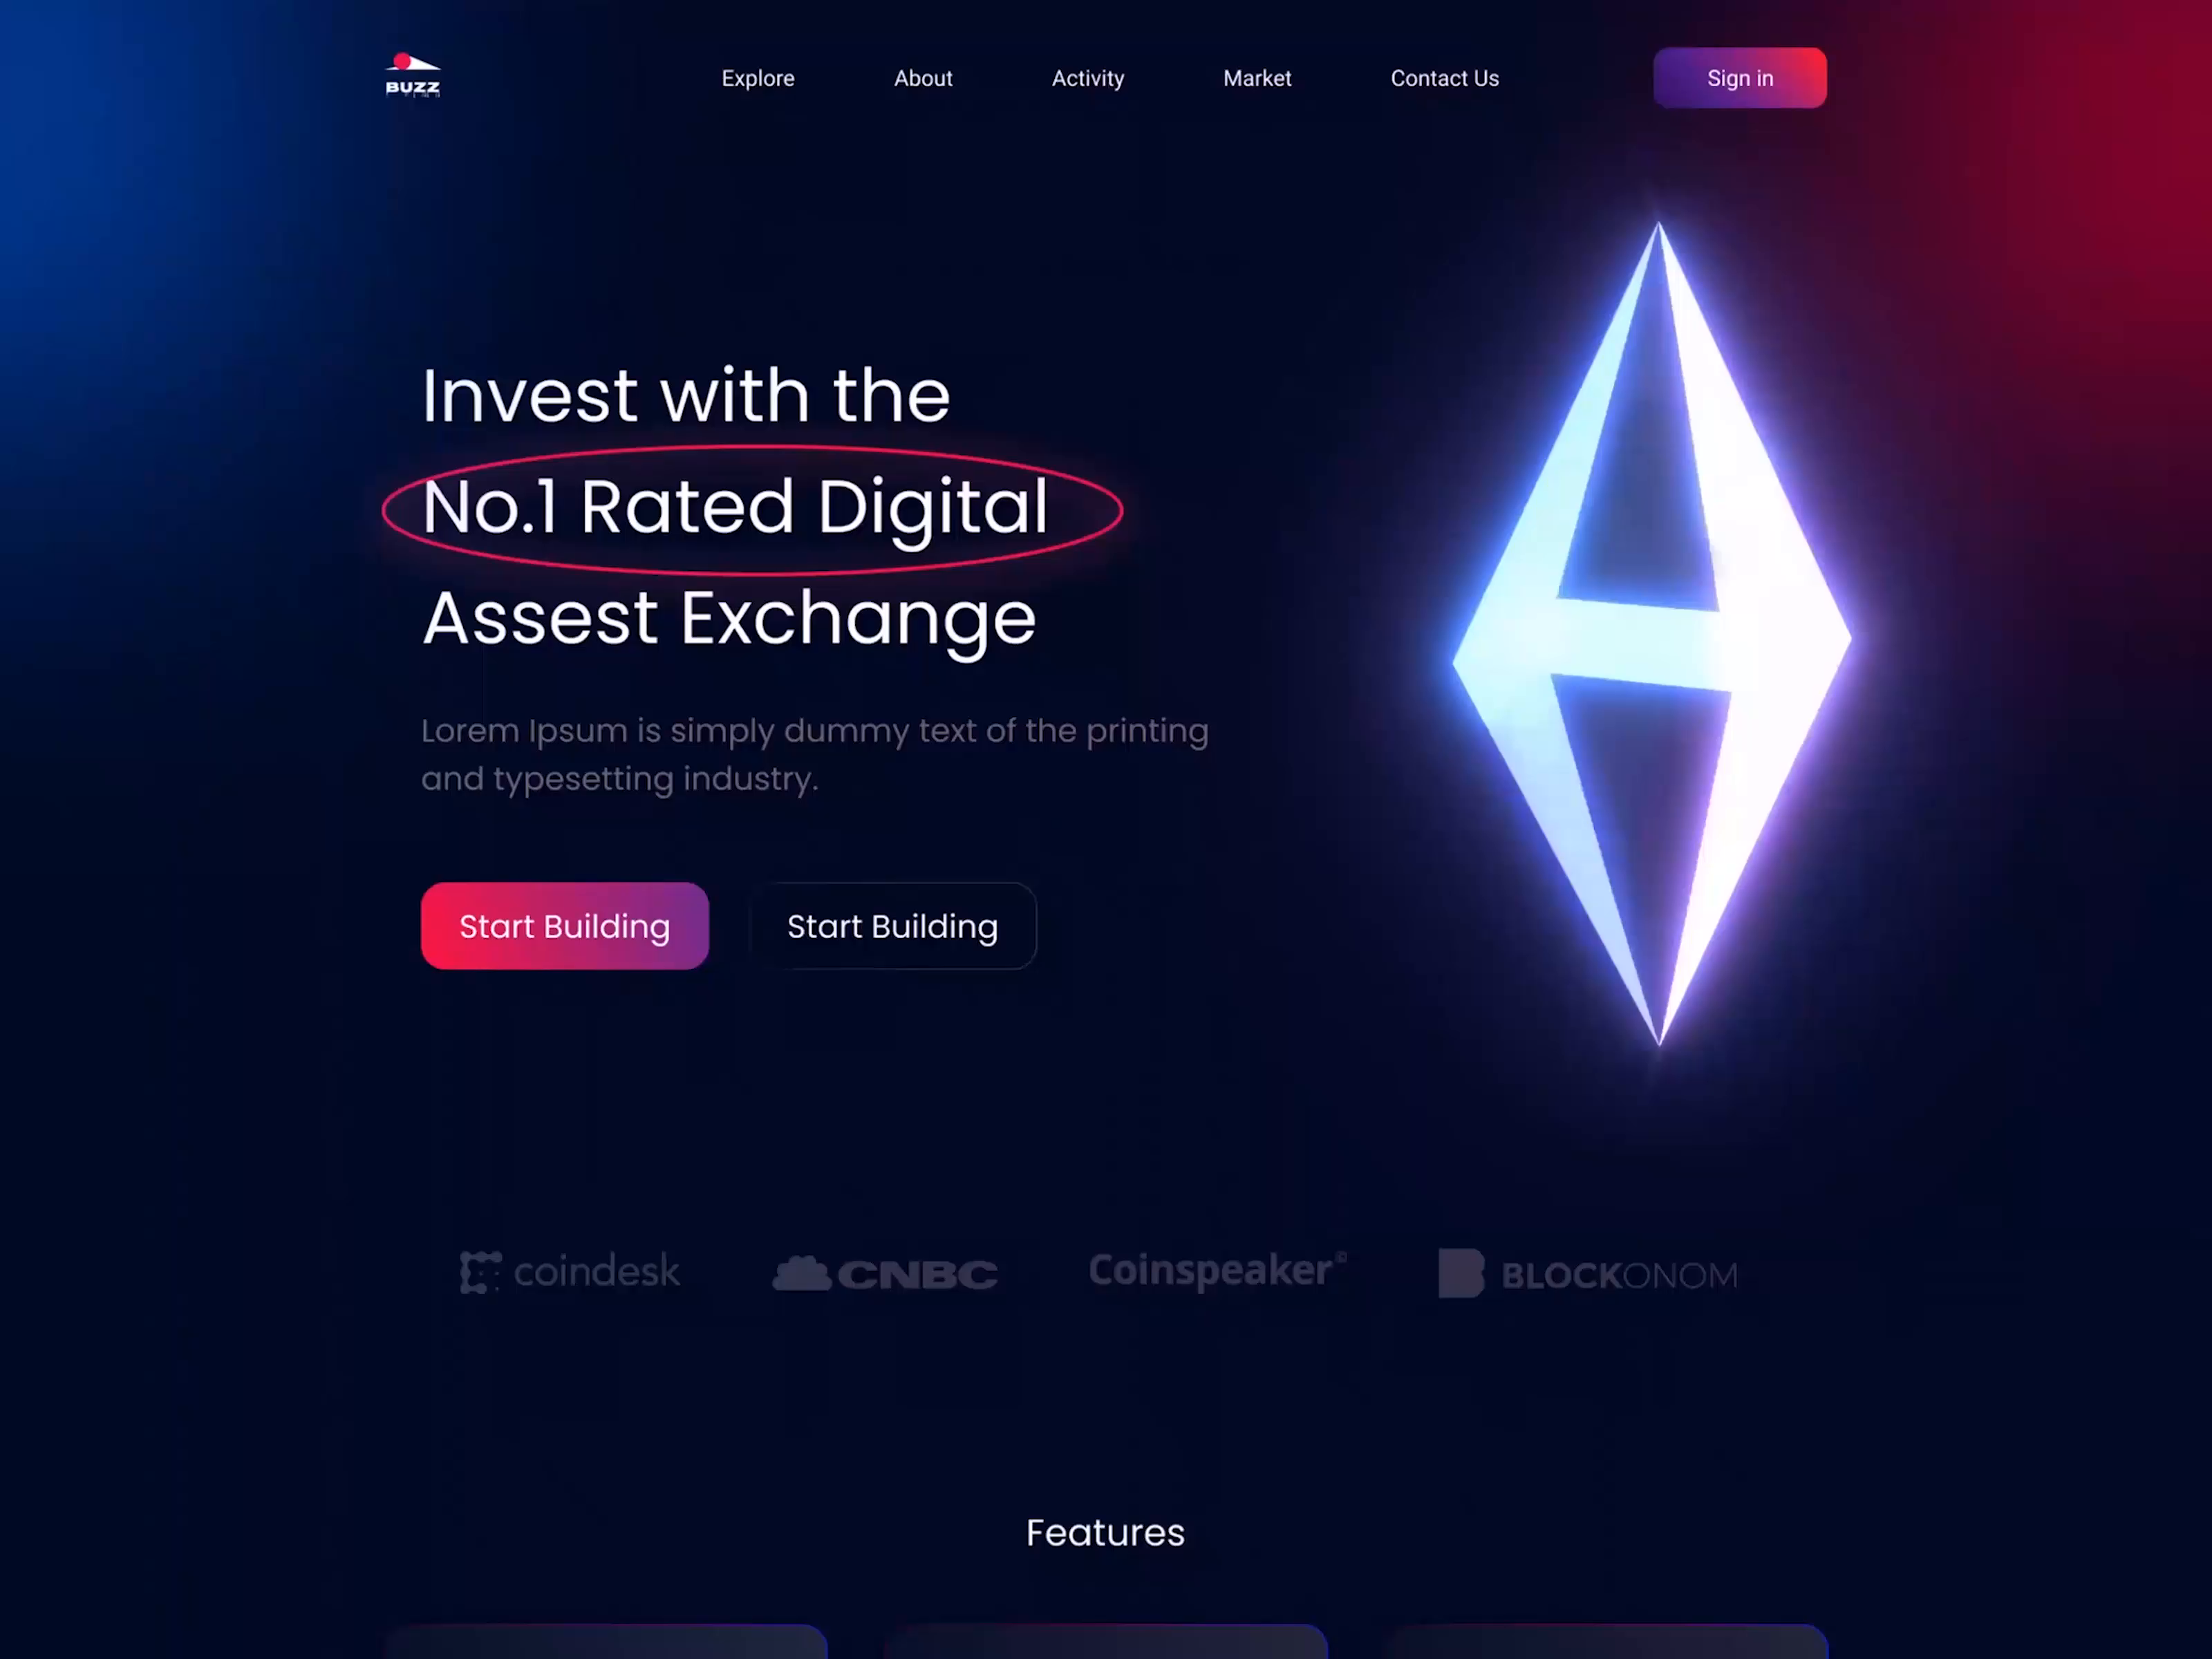 BUZZ
Explore
About
Activity
Market
Contact Us
Sign in
Invest with the
No.1 Rated Digital
Assest Exchange
Lorem Ipsum is simply dummy text of the printing
and typesetting industry.
Start Building
Start Building
coindesk
CNBC
Coinspeaker©
BLOCKONOM
Features